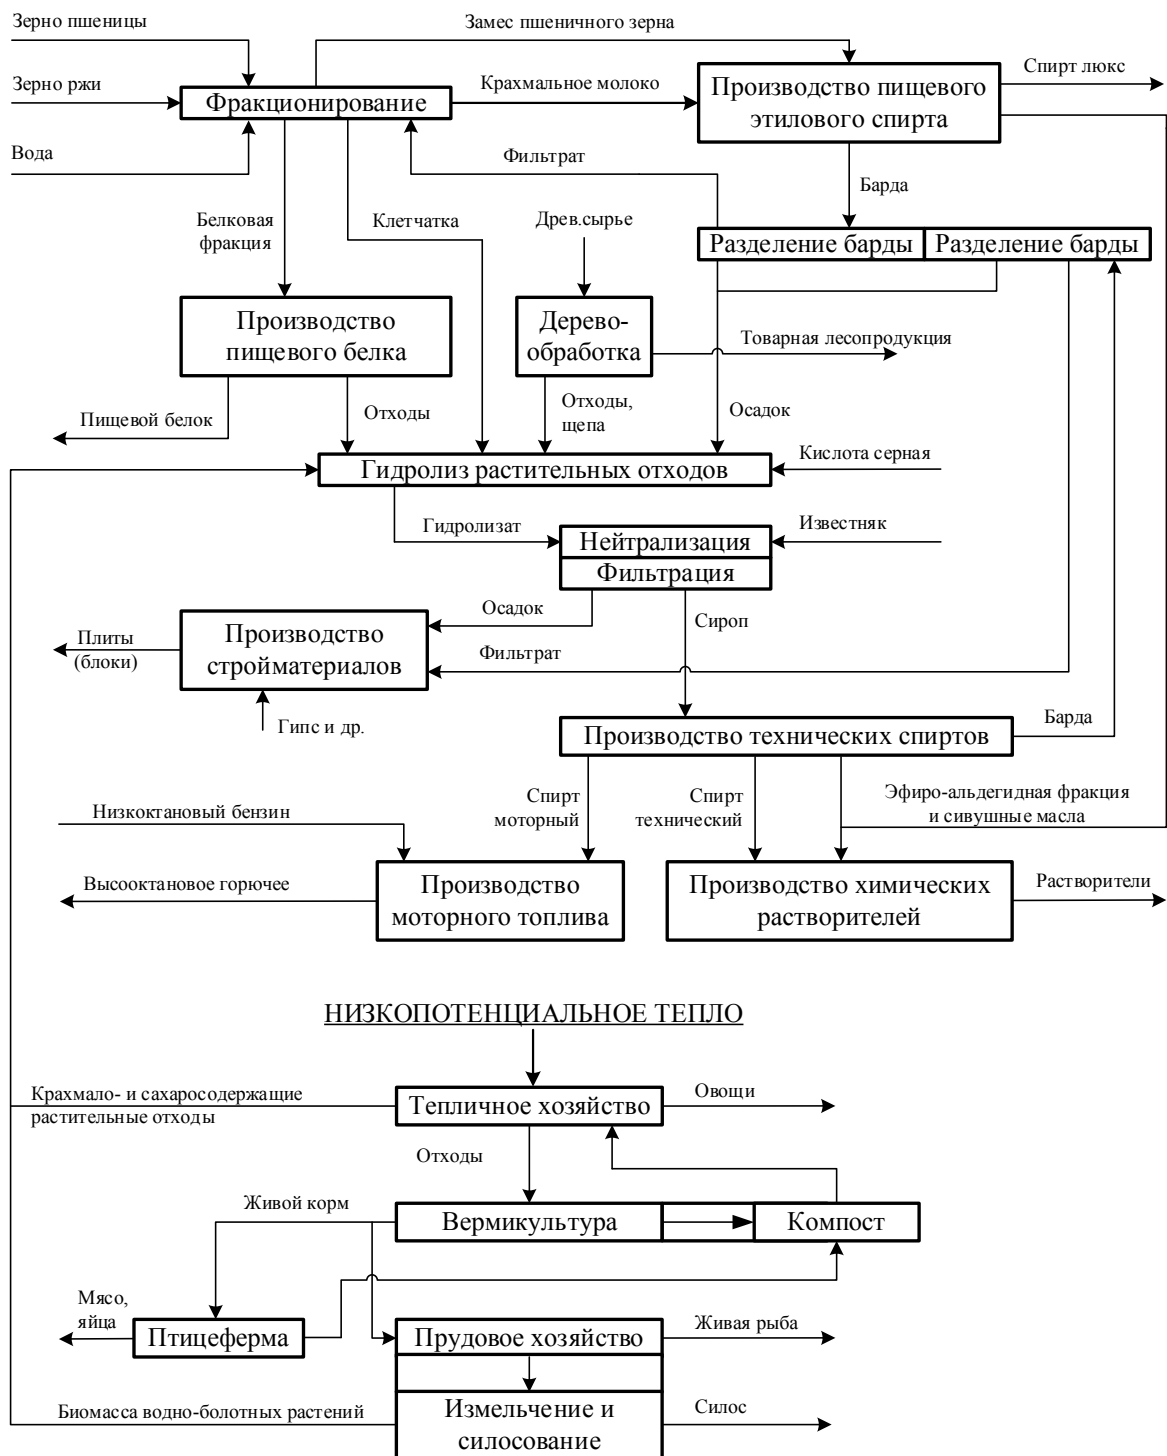 Зерно пшеницы
Замес пшеничного зерна
Спирт люкс
Зерно ржи
Крахмальное молоко
Производство пищевого
этилового спирта
Фракционирование
Вода
Фильтрат
Барда
Белковая
фракция
Клетчатка
Древ.сырье
Разделение барды
Разделение барды
Производство
пищевого белка
Дерево-
обработка
Товарная лесопродукция
Пищевой белок
Отходы
Отходы,
щепа
Осадок
Гидролиз растительных отходов
Кислота серная
Гидролизат
Известняк
Нейтрализация
Фильтрация
Осадок
Сироп
Плиты
(блоки)
Производство
стройматериалов
Фильтрат
Гипс и др.
Барда
Производство технических спиртов
Низкоктановый бензин
Спирт
моторный
Спирт
технический
Эфиро-альдегидная фракция
и сивушные масла
Высооктановое горючее
Производство
моторного топлива
Производство химических
растворителей
Растворители
НИЗКОПОТЕНЦИАЛЬНОЕ ТЕПЛО
Крахмало- и сахаросодержащие
растительные отходы
Тепличное хозяйство
Овощи
Отходы
Живой корм
Вермикультура
Компост
Мясо,
яйца
Птицеферма
Прудовое хозяйство
Живая рыба
Биомасса водно-болотных растений
Измельчение и
силосование
Силос